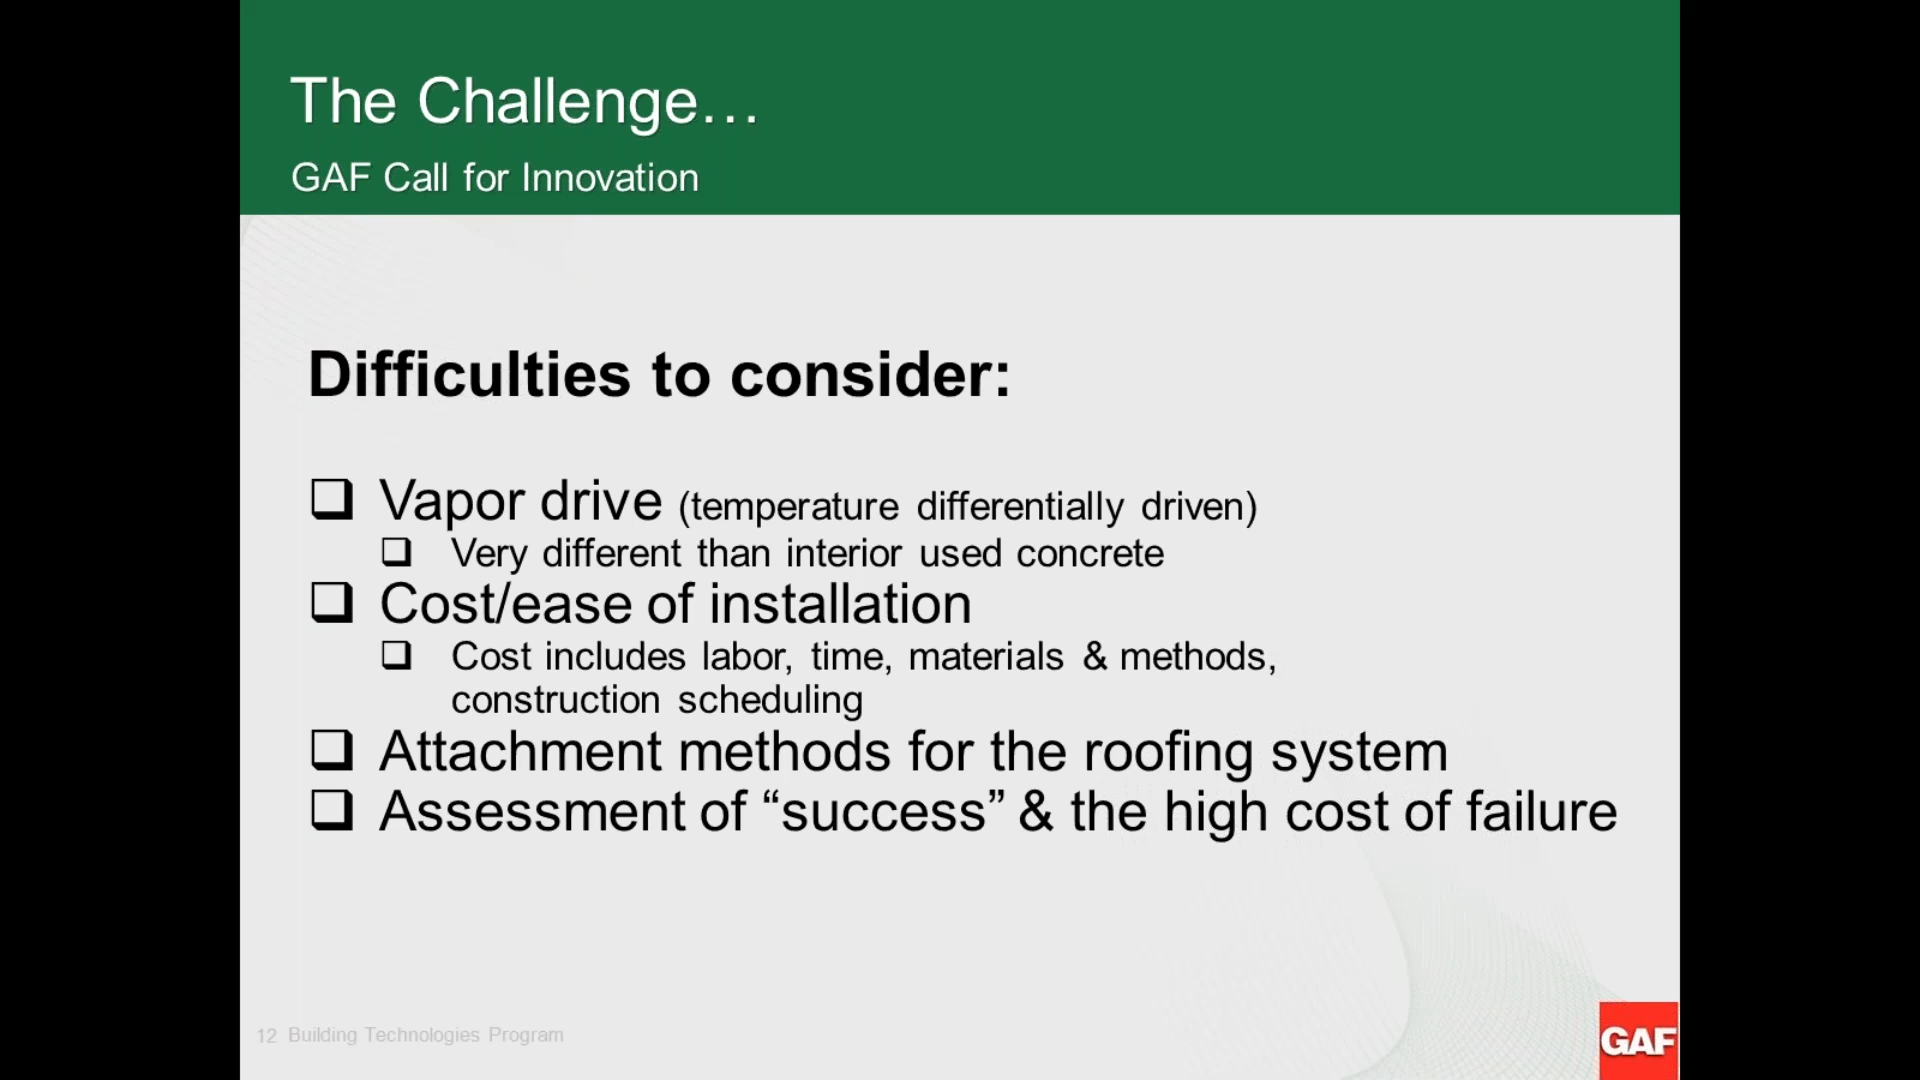 The Challenge…
GAF Call for Innovation
Difficulties to consider:
❑ Vapor drive (temperature differentially driven)
❑ Very different than interior used concrete
❑ Cost/ease of installation
❑ Cost includes labor, time, materials & methods,
construction scheduling
❑ Attachment methods for the roofing system
❑ Assessment of “success” & the high cost of failure
12 Building Technologies Program
GAF